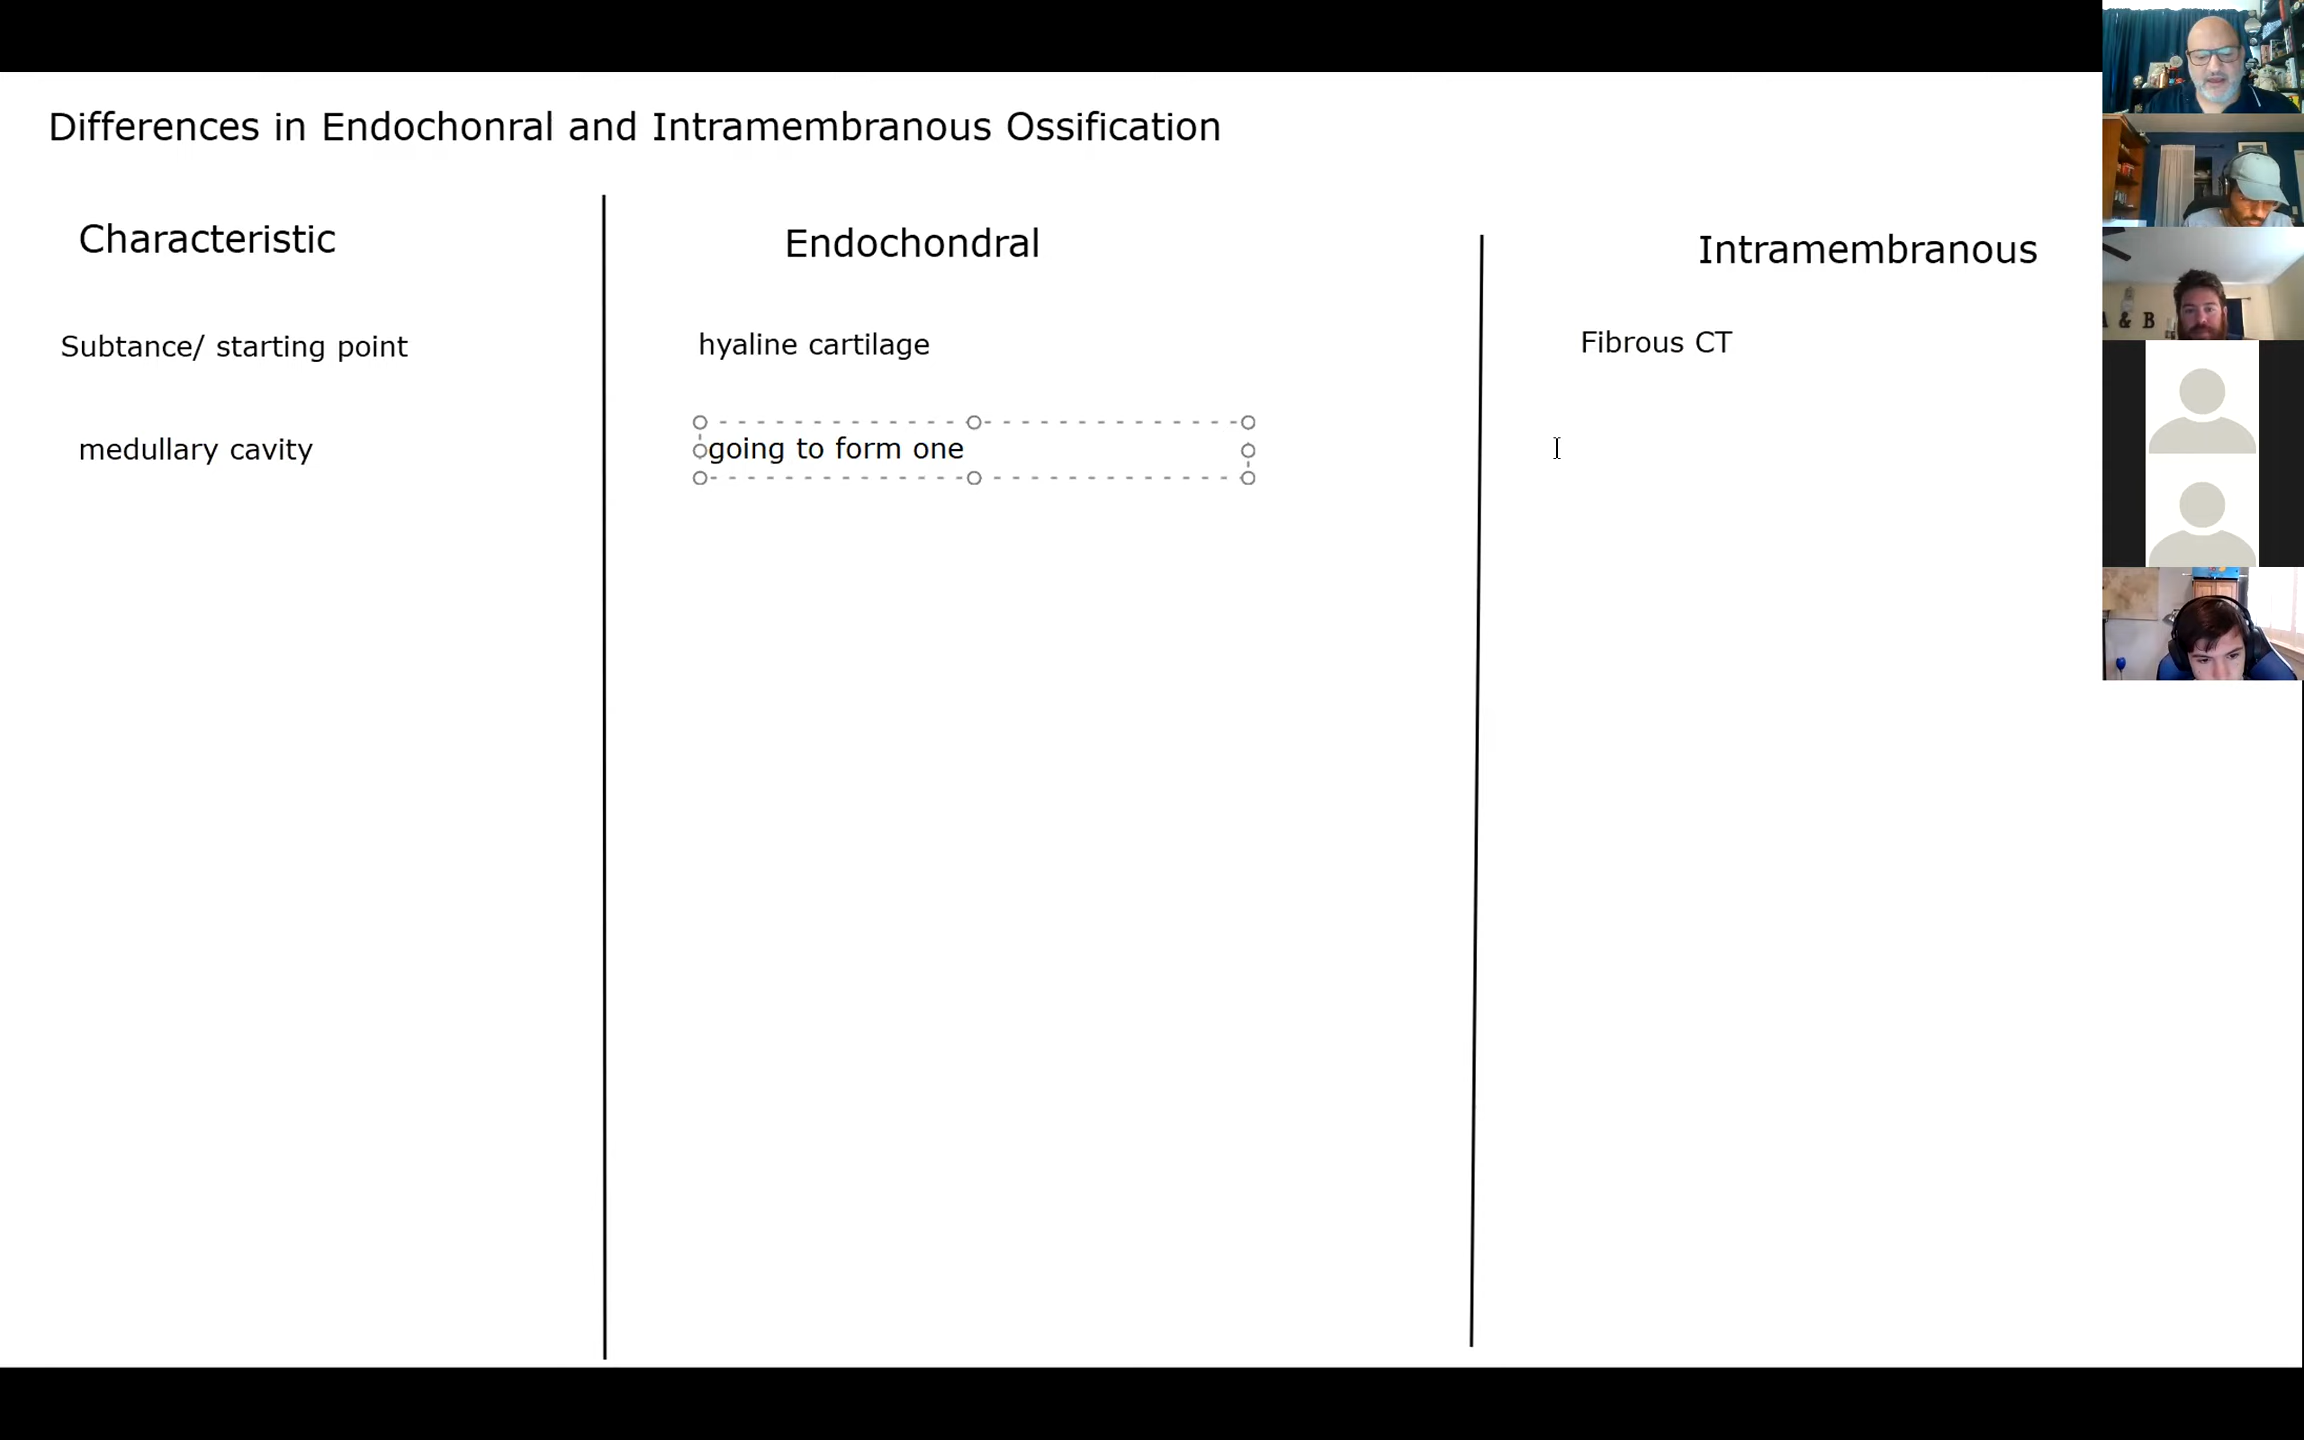 Differences in Endochonral and Intramembranous Ossification
Characteristic
Endochondral
Intramembranous
Subtance/ starting point
hyaline cartilage
Fibrous CT
medullary cavity
going to form one
& B